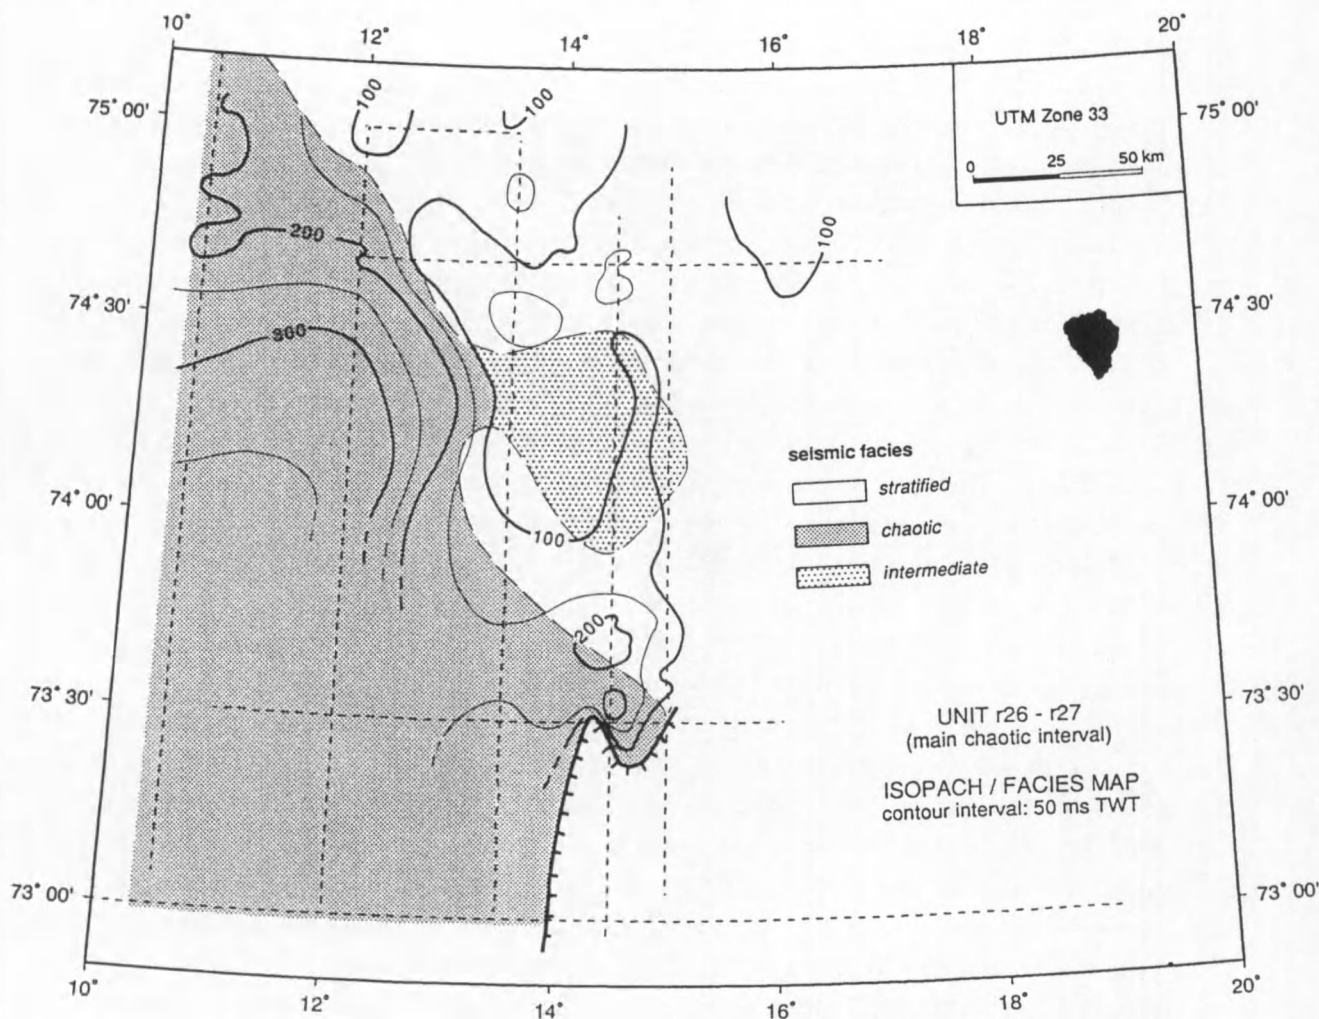 10° 12° 14° 16° 18° 20°
75° 00' 75° 00'
100 100
UTM Zone 33
0 25 50 km
200 100
74° 30' 74° 30'
300
seismic facies
stratified
74° 00' 74° 00'
chaotic
100
intermediate
200
73° 30' 73° 30'
UNIT r26 - r27
(main chaotic interval)
ISOPACH / FACIES MAP
contour interval: 50 ms TWT
73° 00' 73° 00'
10° 12° 14° 16° 18° 20°